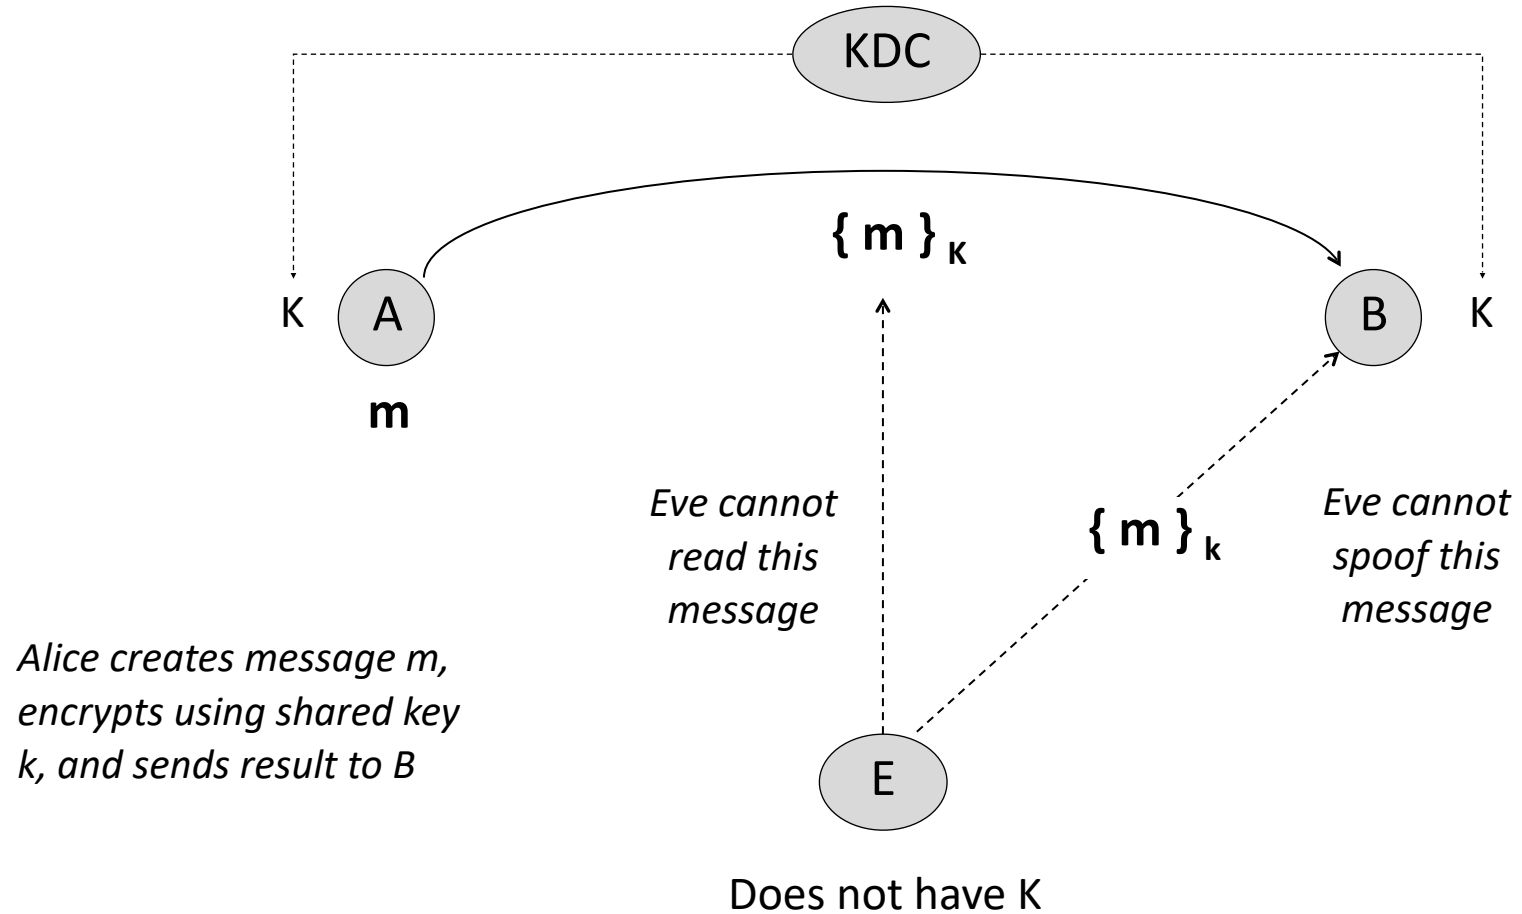 KDC
{ m } K
K
A
B
K
m
Eve cannot
read this
message
{ m } k
Eve cannot
spoof this
message
Alice creates message m,
encrypts using shared key
k, and sends result to B
E
Does not have K